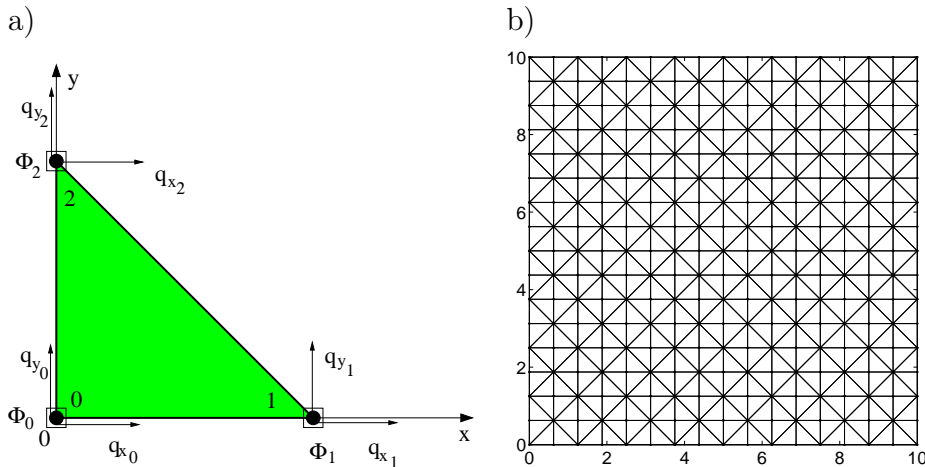 a)
y
q_{y_2}
Φ_2
q_{x_2}
2
q_{y_0}
q_{y_1}
0
1
Φ_0
0
q_{x_0}
Φ_1
q_{x_1}
x
b)
10
8
6
4
2
0
0 2 4 6 8 10